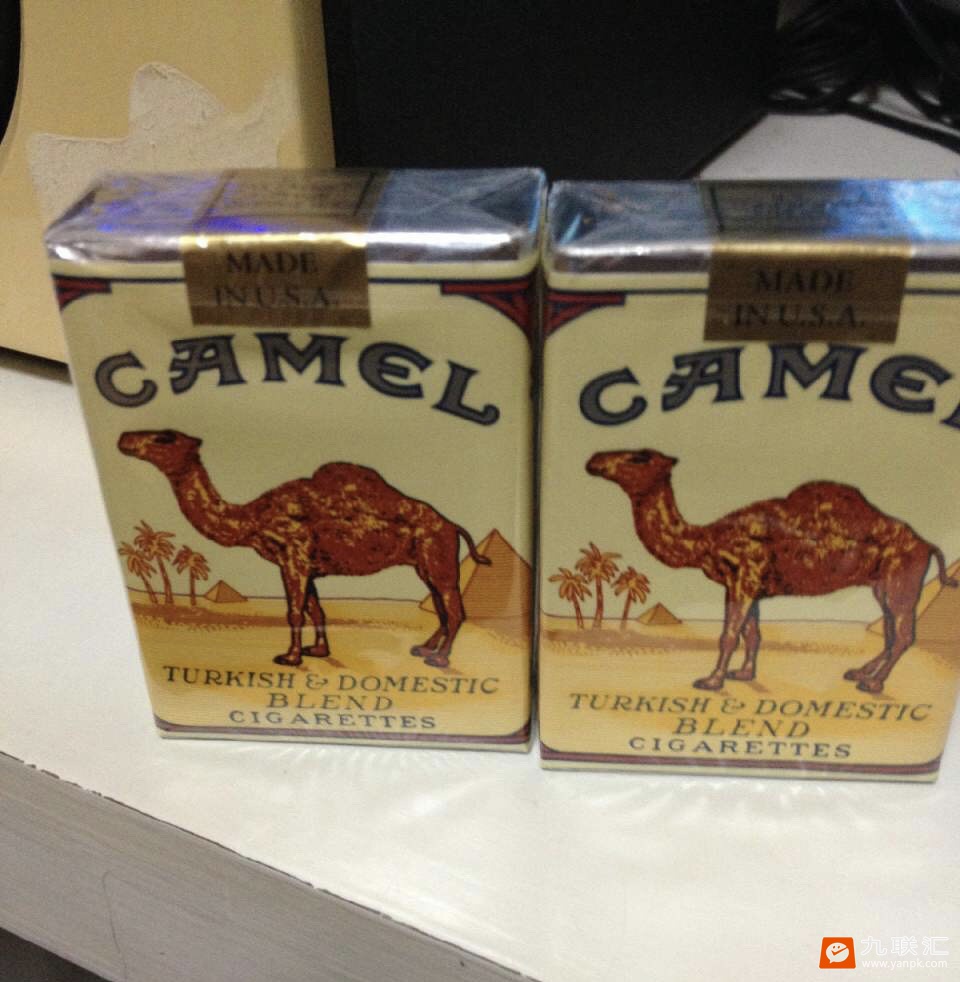 MADE
IN U.S.A.
CAMEL
TURKISH & DOMESTIC
BLEND
CIGARETTES
MADE
IN U.S.A.
CAMEL
TURKISH & DOMESTIC
BLEND
CIGARETTES
九联汇
www.yanpk.com